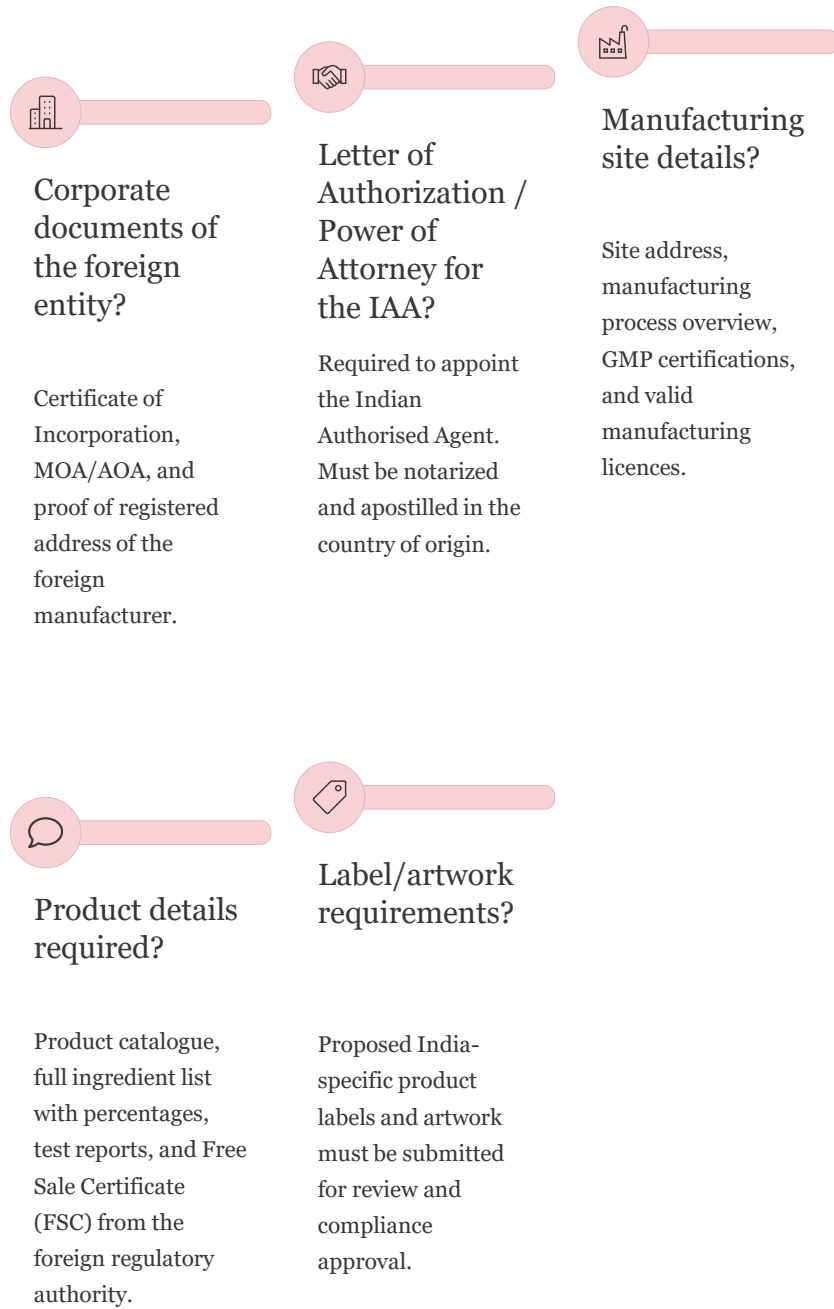 Corporate
documents of
the foreign
entity?
Certificate of
Incorporation,
MOA/AOA, and
proof of registered
address of the
foreign
manufacturer.
Letter of
Authorization /
Power of
Attorney for
the IAA?
Required to appoint
the Indian
Authorised Agent.
Must be notarized
and apostilled in the
country of origin.
Manufacturing
site details?
Site address,
manufacturing
process overview,
GMP certifications,
and valid
manufacturing
licences.
Product details
required?
Product catalogue,
full ingredient list
with percentages,
test reports, and Free
Sale Certificate
(FSC) from the
foreign regulatory
authority.
Label/artwork
requirements?
Proposed India-
specific product
labels and artwork
must be submitted
for review and
compliance
approval.